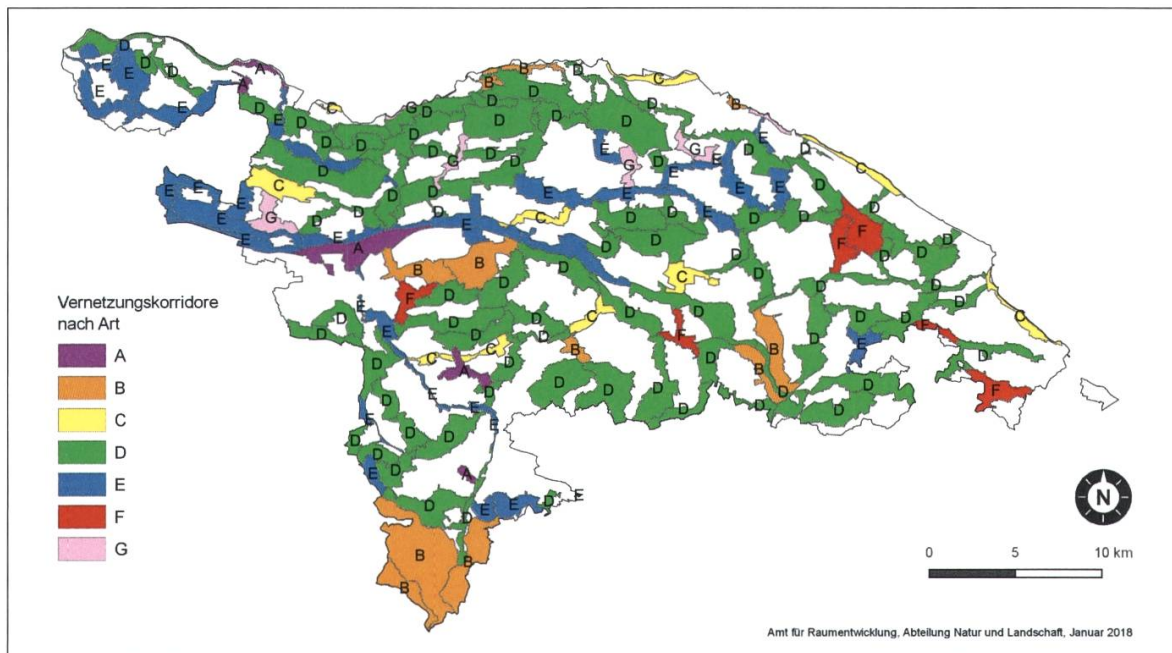 Vernetzungskorridore
nach Art
A
B
C
D
E
F
G
N
0 5 10 km
Amt für Raumentwicklung, Abteilung Natur und Landschaft, Januar 2018